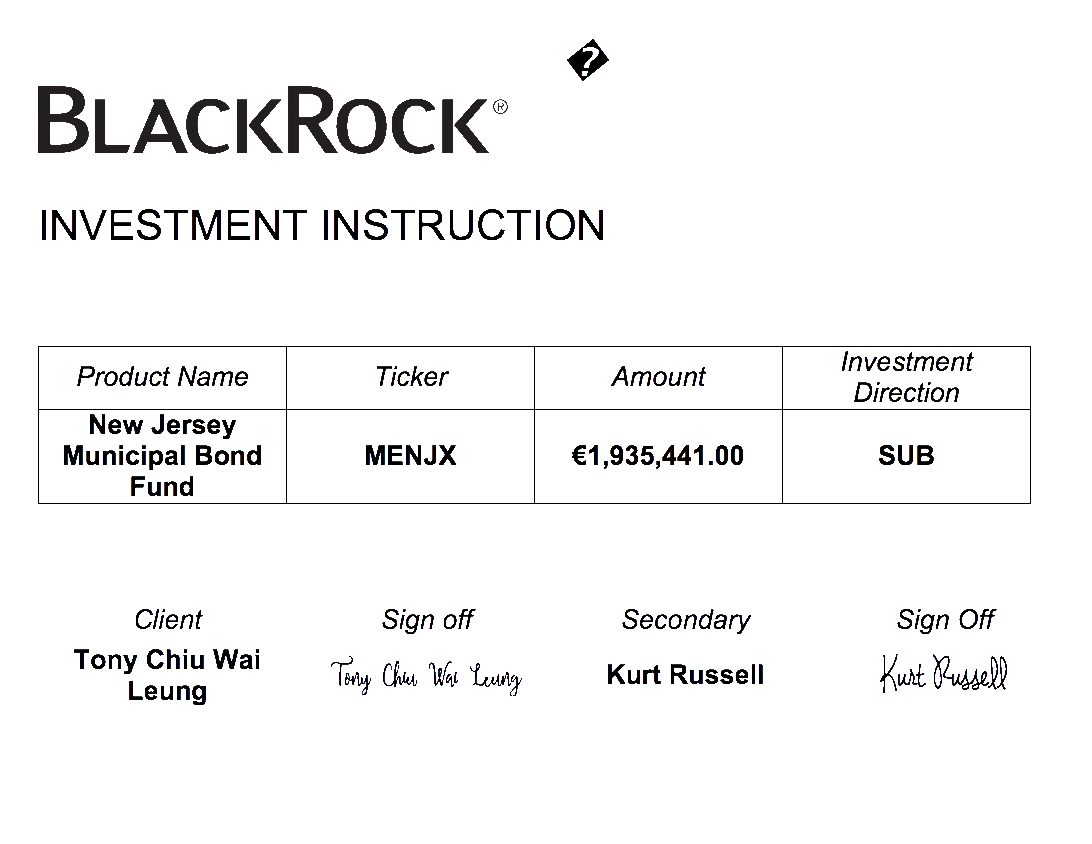 �
BLACKROCK®
INVESTMENT INSTRUCTION
Product Name Ticker Amount Investment Direction
New Jersey Municipal Bond Fund MENJX €1,935,441.00 SUB
Client Sign off Secondary Sign Off
Tony Chiu Wai Leung Tony Chiu Wai Leung Kurt Russell Kurt Russell